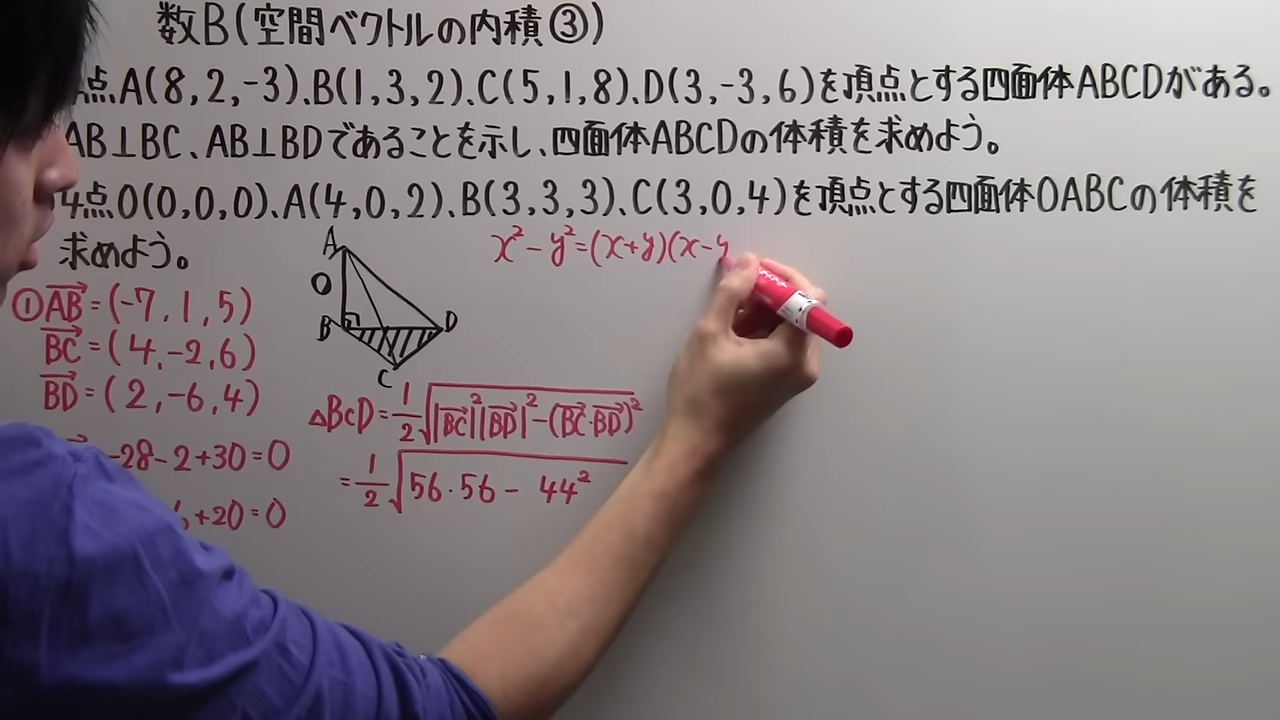 数B(空間ベクトルの内積③)
点A(8,2,-3)、B(1,3,2)、C(5,1,8)、D(3,-3,6)を頂点とする四面体ABCDがある。
AB⊥BC、AB⊥BDであることを示し、四面体ABCDの体積を求めよう。
4点O(0,0,0)、A(4,0,2)、B(3,3,3)、C(3,0,4)を頂点とする四面体OABCの体積を
求めよう。
x²-y²=(x+y)(x-y
A
O
B
D
C
①AB→=(-7,1,5)
BC→=(4,-2,6)
BD→=(2,-6,4)
-28-2+30=0
+20=0
△BCD=1/2√|BC→|²|BD→|²-(BC→·BD→)²
=1/2√56·56-44²